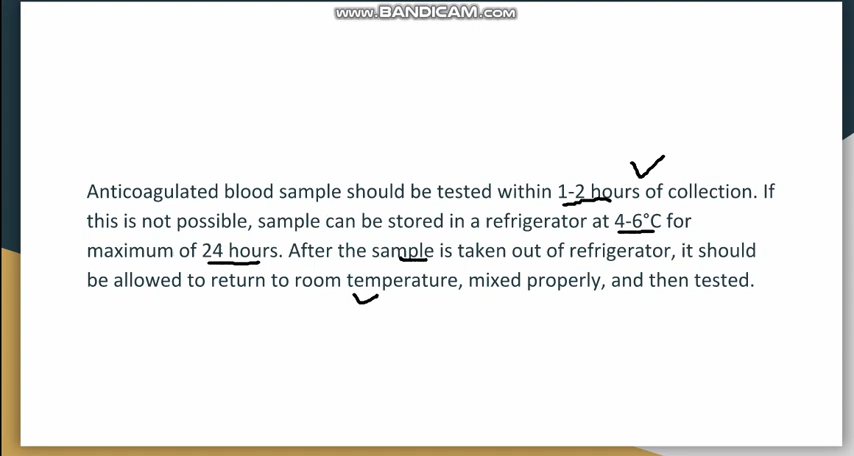 www.BANDICAM.com
Anticoagulated blood sample should be tested within 1-2 hours of collection. If
this is not possible, sample can be stored in a refrigerator at 4-6°C for
maximum of 24 hours. After the sample is taken out of refrigerator, it should
be allowed to return to room temperature, mixed properly, and then tested.